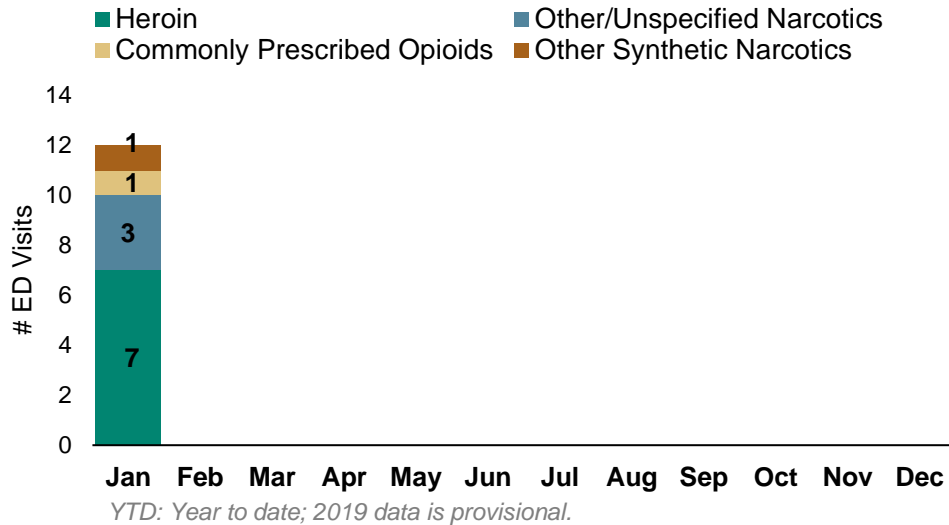 Heroin Other/Unspecified Narcotics
Commonly Prescribed Opioids Other Synthetic Narcotics
14
12
10
8
6
4
2
0
# ED Visits
1
1
3
7
Jan Feb Mar Apr May Jun Jul Aug Sep Oct Nov Dec
YTD: Year to date; 2019 data is provisional.